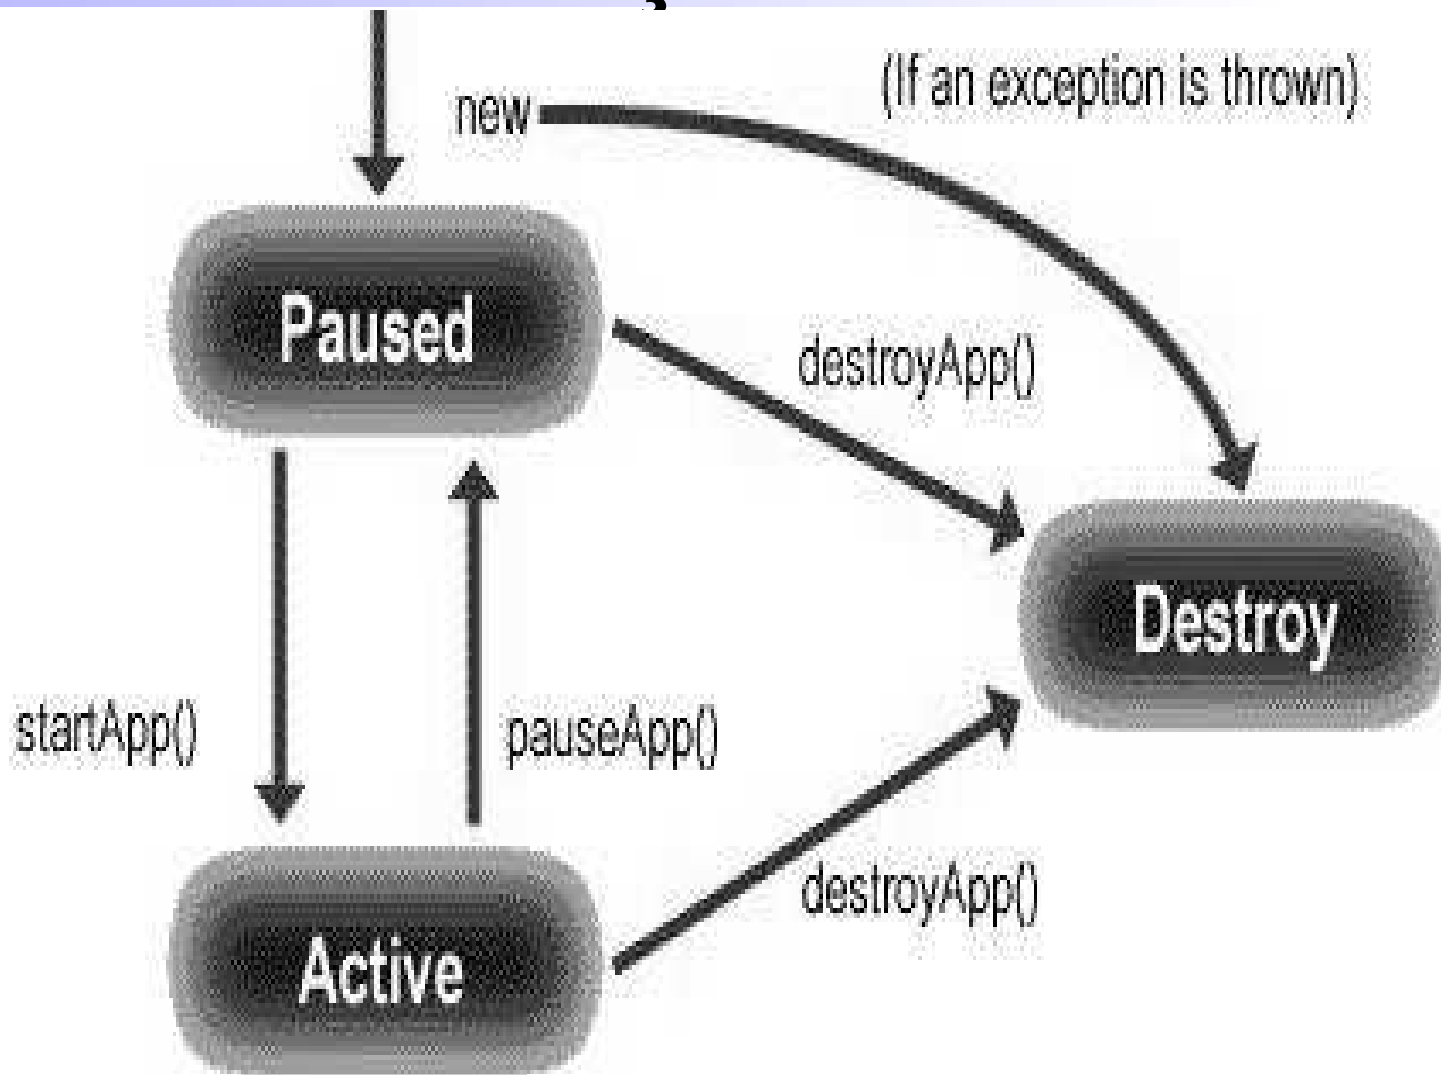 (If an exception is thrown)
new
Paused
destroyApp()
Destroy
startApp()
pauseApp()
destroyApp()
Active